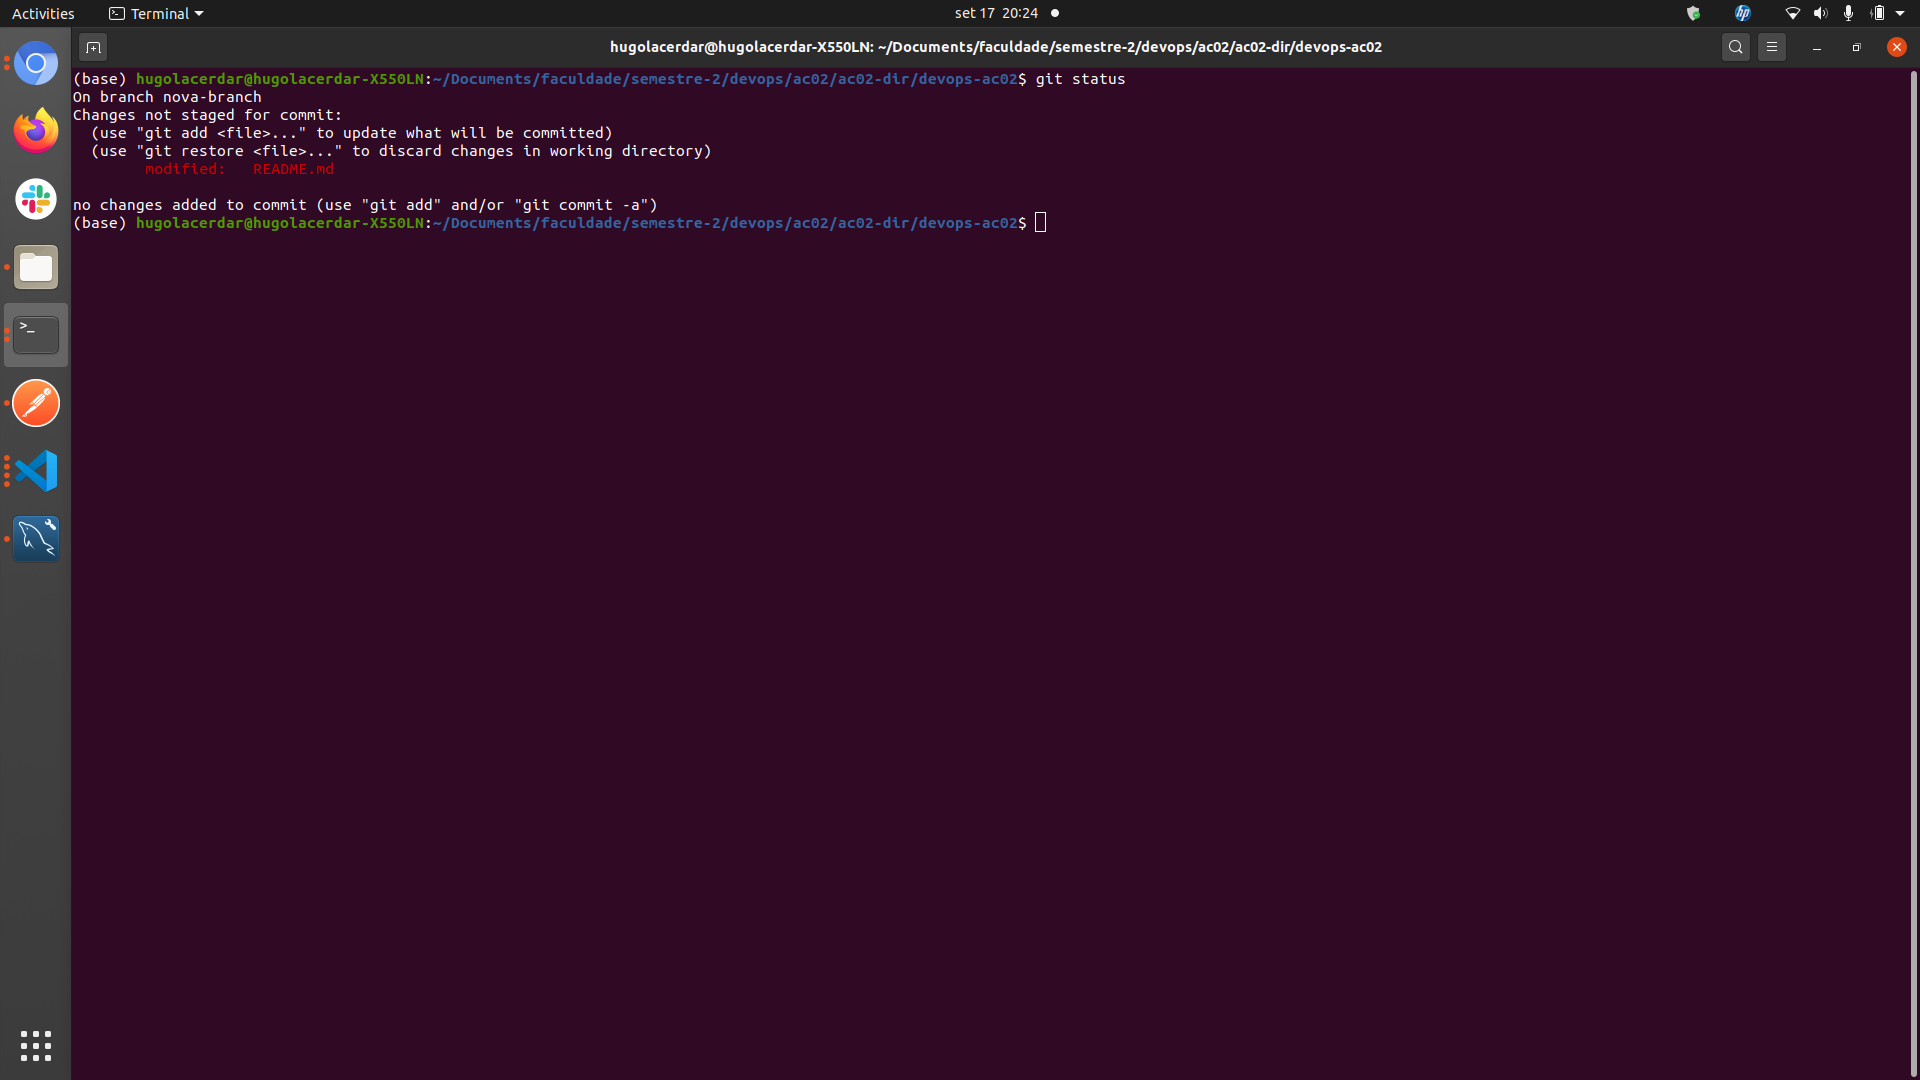 Activities
Terminal
set 17 20:24
hp
hugolacerdar@hugolacerdar-X550LN: ~/Documents/faculdade/semestre-2/devops/ac02/ac02-dir/devops-ac02
(base) hugolacerdar@hugolacerdar-X550LN:~/Documents/faculdade/semestre-2/devops/ac02/ac02-dir/devops-ac02$ git status
On branch nova-branch
Changes not staged for commit:
  (use "git add <file>..." to update what will be committed)
  (use "git restore <file>..." to discard changes in working directory)
        modified:   README.md

no changes added to commit (use "git add" and/or "git commit -a")
(base) hugolacerdar@hugolacerdar-X550LN:~/Documents/faculdade/semestre-2/devops/ac02/ac02-dir/devops-ac02$